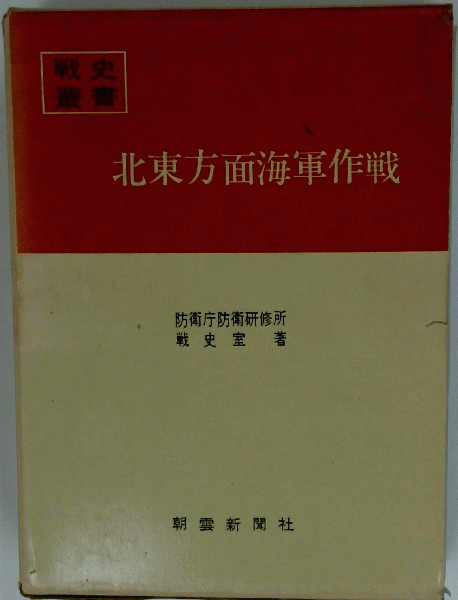 戦史
叢書
北東方面海軍作戦
防衛庁防衛研修所
戦史室 著
朝雲新聞社